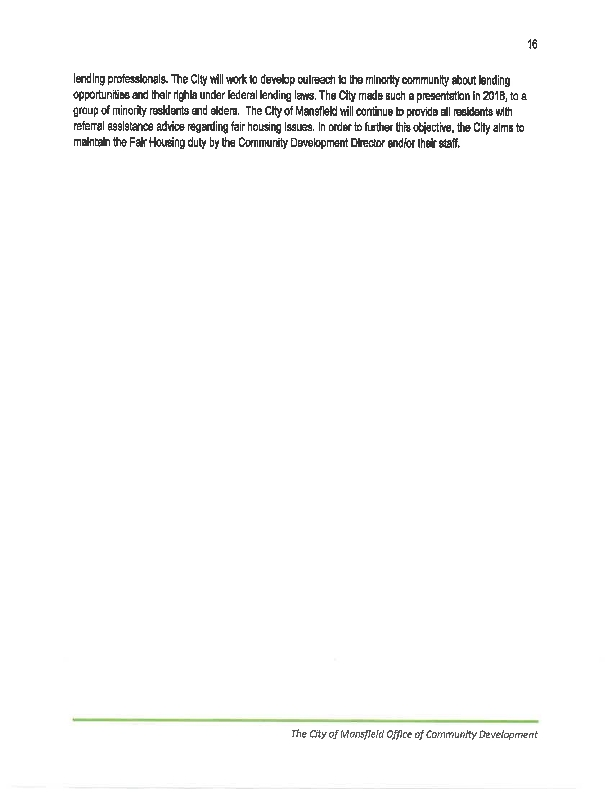 16
lending professionals. The City will work to develop outreach to the minority community about lending
opportunities and their rights under federal lending laws. The City made such a presentation in 2018, to a
group of minority residents and elders. The City of Mansfield will continue to provide all residents with
referral assistance advice regarding fair housing issues. In order to further this objective, the City aims to
maintain the Fair Housing duty by the Community Development Director and/or their staff.
The City of Mansfield Office of Community Development